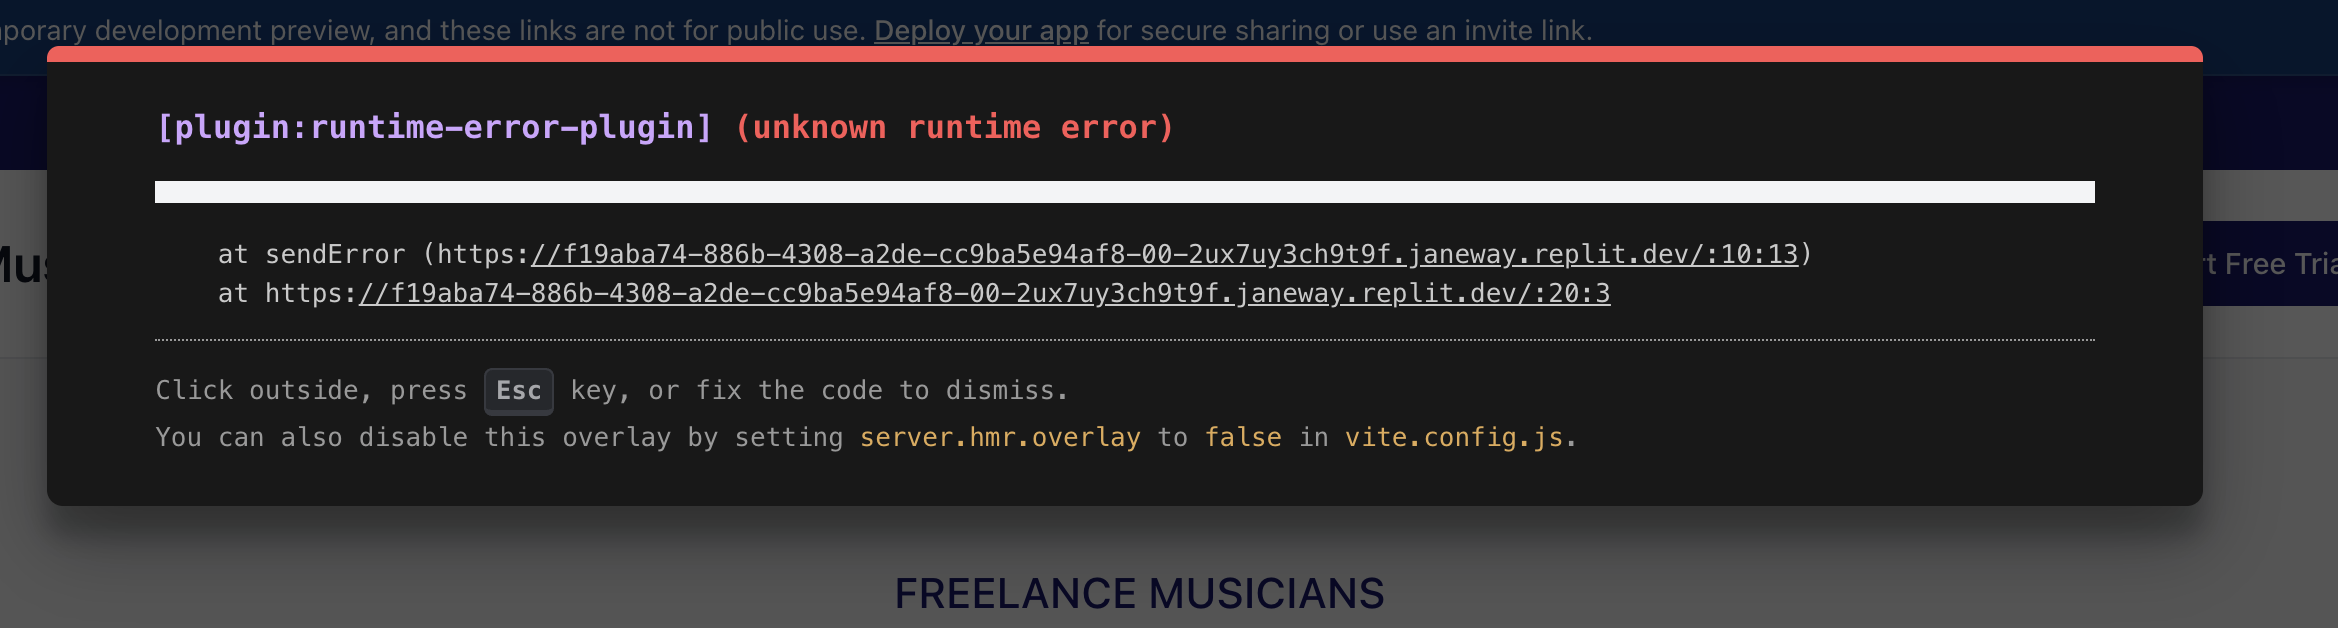 development preview, and these links are not for public use. Deploy your app for secure sharing or use an invite link.
[plugin:runtime-error-plugin] (unknown runtime error)
at sendError (https://f19aba74-886b-4308-a2de-cc9ba5e94af8-00-2ux7uy3ch9t9f.janeway.replit.dev/:10:13)
at https://f19aba74-886b-4308-a2de-cc9ba5e94af8-00-2ux7uy3ch9t9f.janeway.replit.dev/:20:3
Click outside, press Esc key, or fix the code to dismiss.
You can also disable this overlay by setting server.hmr.overlay to false in vite.config.js.
Free
FREELANCE MUSICIANS